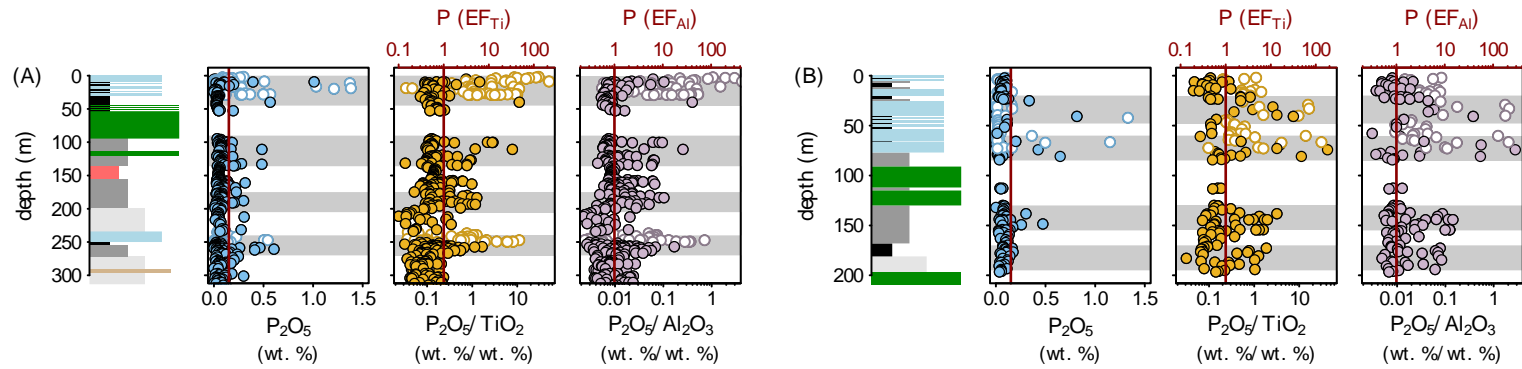 P (EF_Ti) P (EF_Al) P (EF_Ti) P (EF_Al)
0.1 1 10 100 1 10 100 0.1 1 10 100 1 10 100
(A) (B)
depth (m)
0
50
100
150
200
250
300
0.0 0.5 1.0 1.5 0.1 1 10 0.01 0.1 1
P₂O₅ P₂O₅/ TiO₂ P₂O₅/ Al₂O₃
(wt. %) (wt. %/ wt. %) (wt. %/ wt. %)
depth (m)
0
50
100
150
200
0.0 0.5 1.0 1.5 0.1 1 10 0.01 0.1 1
P₂O₅ P₂O₅/ TiO₂ P₂O₅/ Al₂O₃
(wt. %) (wt. %/ wt. %) (wt. %/ wt. %)